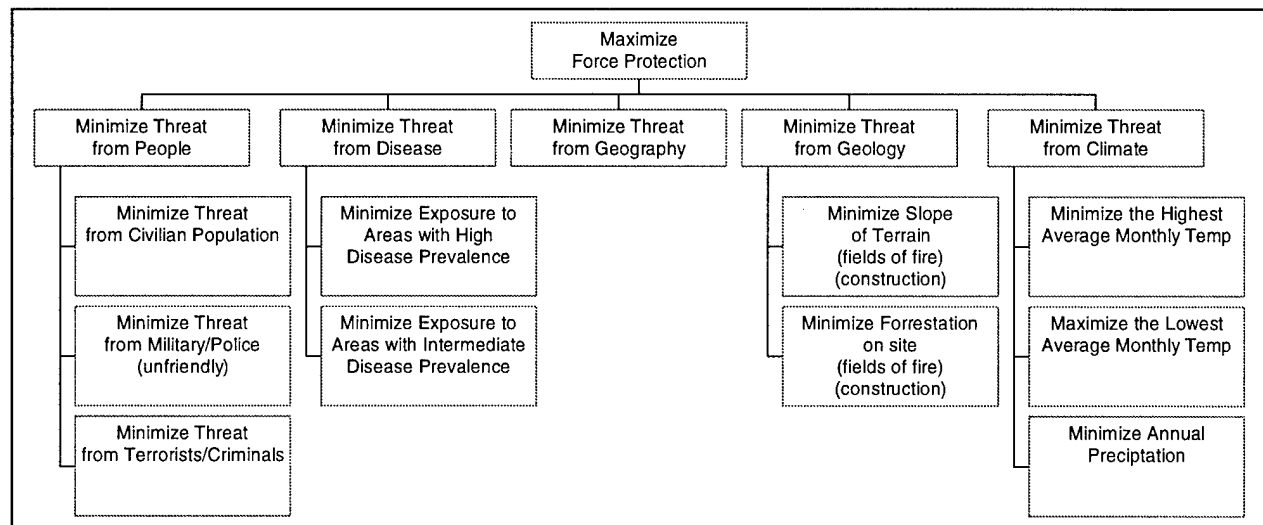 Maximize
Force Protection
Minimize Threat
from People
Minimize Threat
from Disease
Minimize Threat
from Geography
Minimize Threat
from Geology
Minimize Threat
from Climate
Minimize Threat
from Civilian Population
Minimize Threat
from Military/Police
(unfriendly)
Minimize Threat
from Terrorists/Criminals
Minimize Exposure to
Areas with High
Disease Prevalence
Minimize Exposure to
Areas with Intermediate
Disease Prevalence
Minimize Slope
of Terrain
(fields of fire)
(construction)
Minimize Forrestation
on site
(fields of fire)
(construction)
Minimize the Highest
Average Monthly Temp
Maximize the Lowest
Average Monthly Temp
Minimize Annual
Preciptation